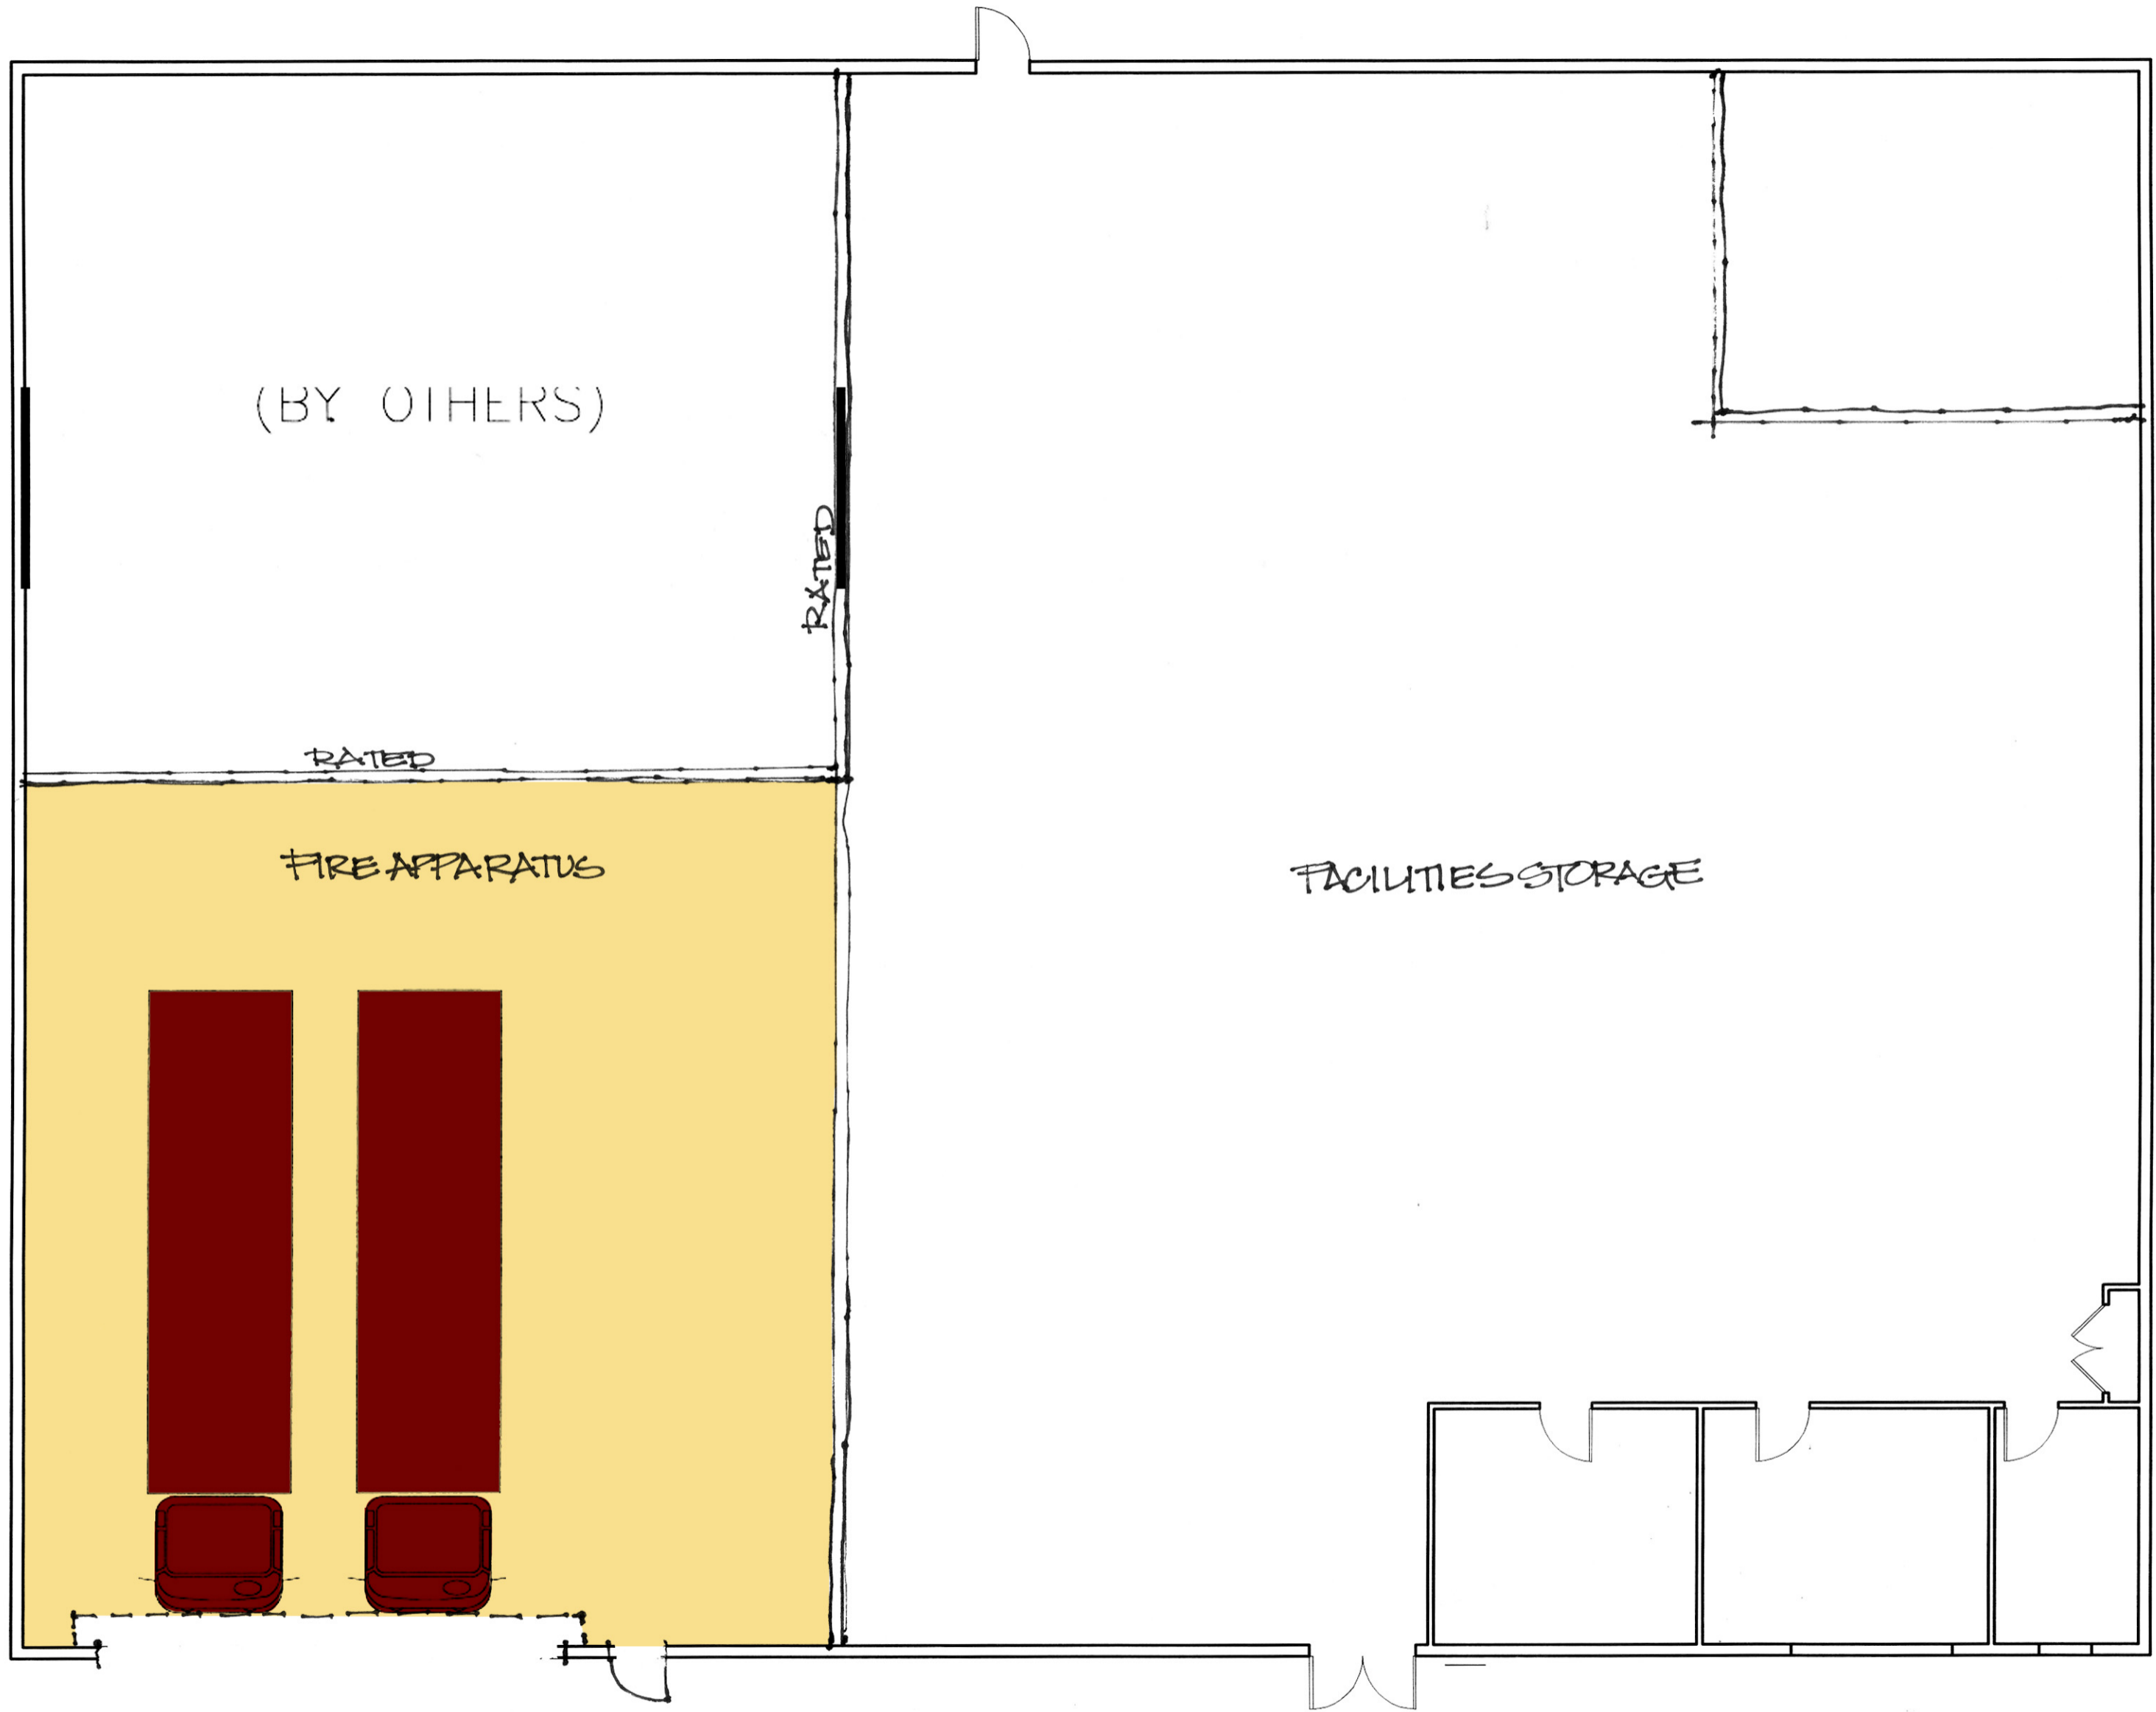 (BY OTHERS)
RATED
RATED
FIRE APPARATUS
FACILITIES STORAGE